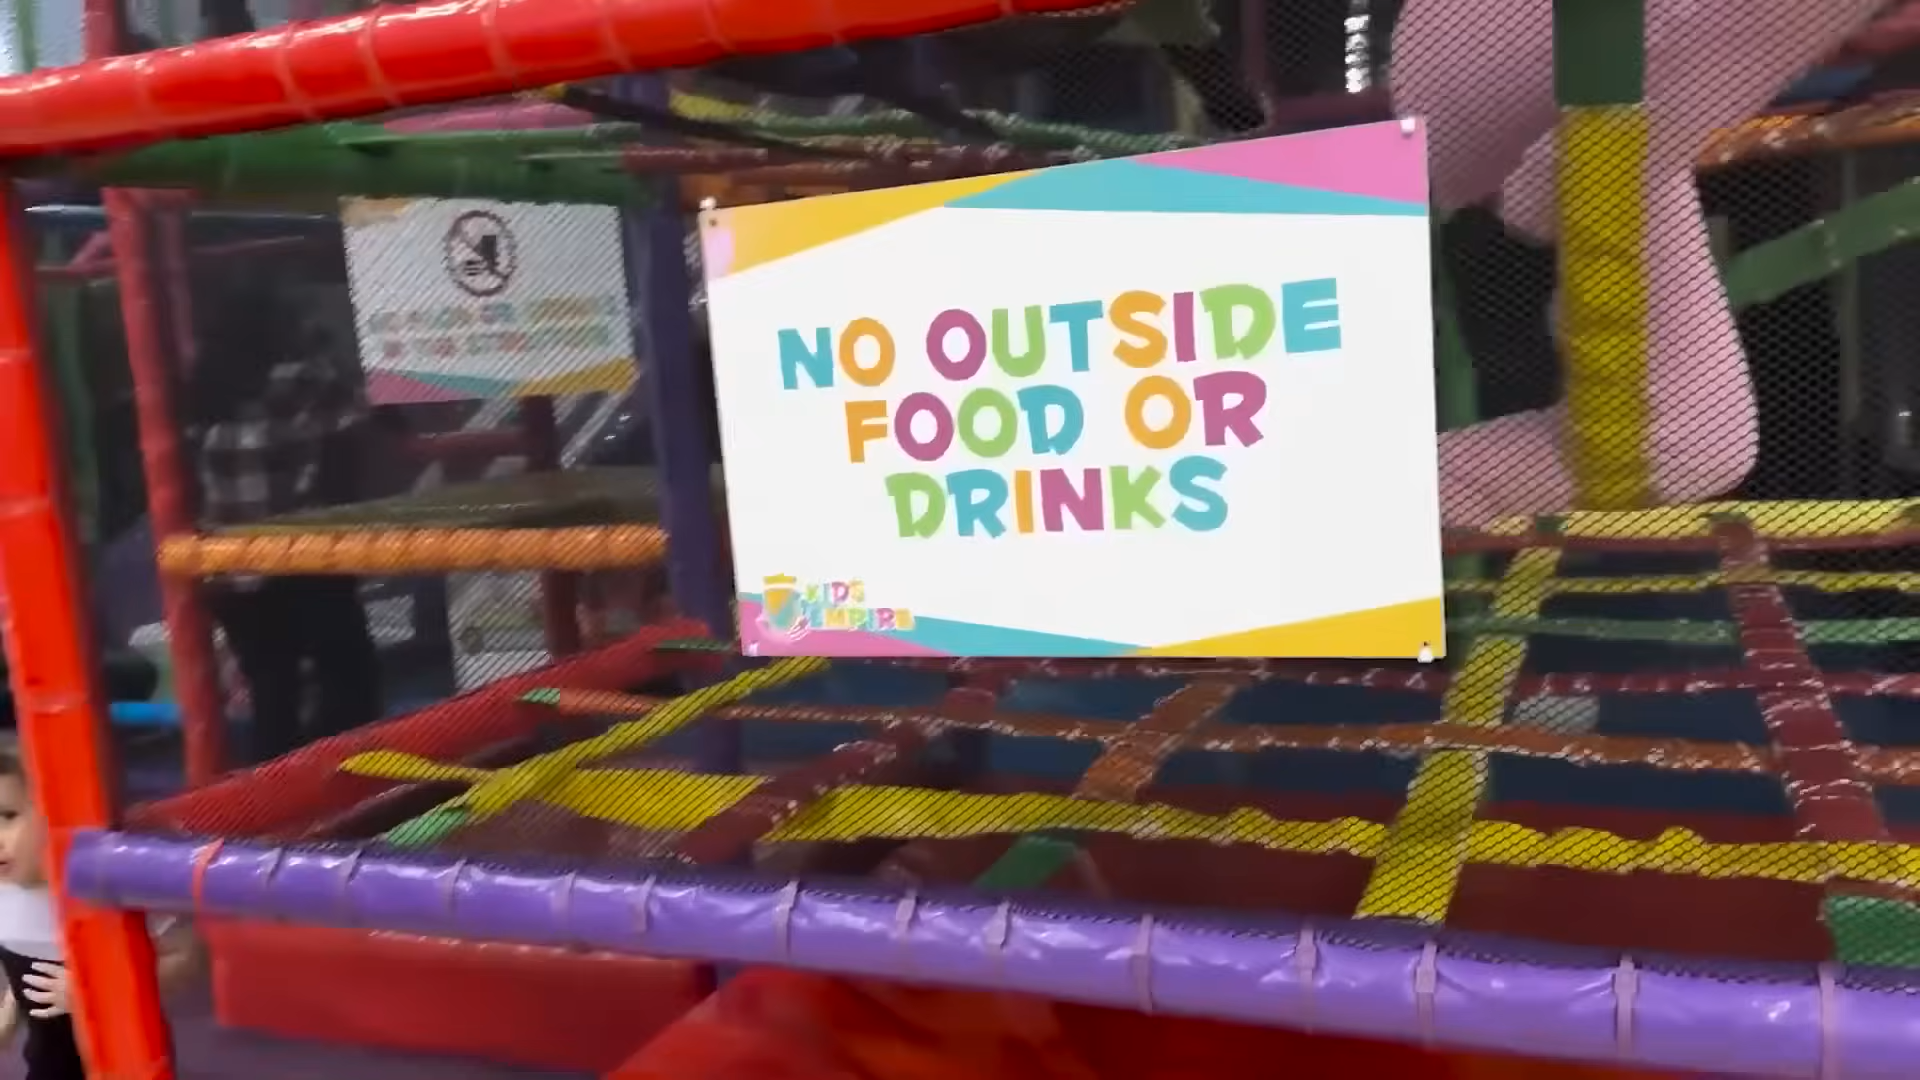 NO OUTSIDE
FOOD OR
DRINKS
KIDS
EMPIRE